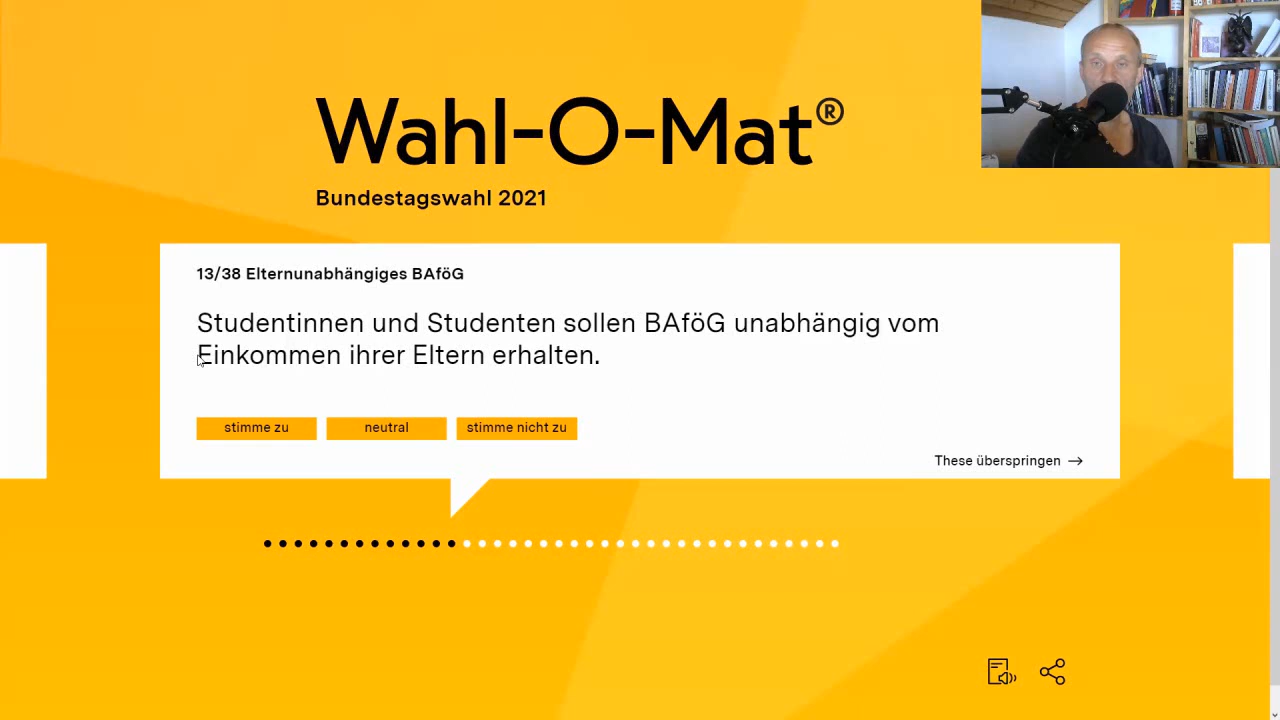 Wahl-O-Mat®
Bundestagswahl 2021
13/38 Elternunabhängiges BAföG
Studentinnen und Studenten sollen BAföG unabhängig vom
Einkommen ihrer Eltern erhalten.
stimme zu
neutral
stimme nicht zu
These überspringen →